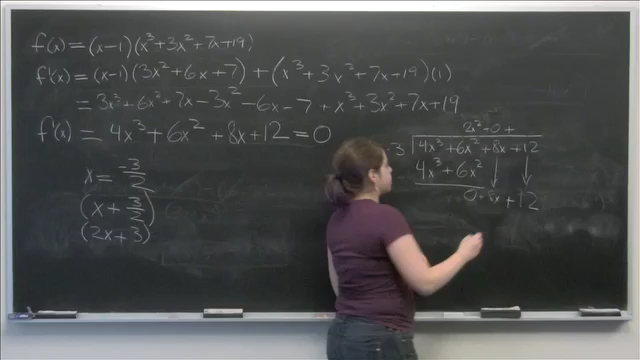 f(x) = (x-1)(x³+3x²+7x+19)
f'(x) = (x-1)(3x²+6x+7) + (x³+3x²+7x+19)(1)
= 3x³+6x²+7x-3x²-6x-7+x³+3x²+7x+19
f'(x) = 4x³+6x²+8x+12=0
x = -3/2
(x + 3/2)
(2x+3)
2x²+0+
3 4x³+6x²+8x+12
4x³+6x²
0+8x+12